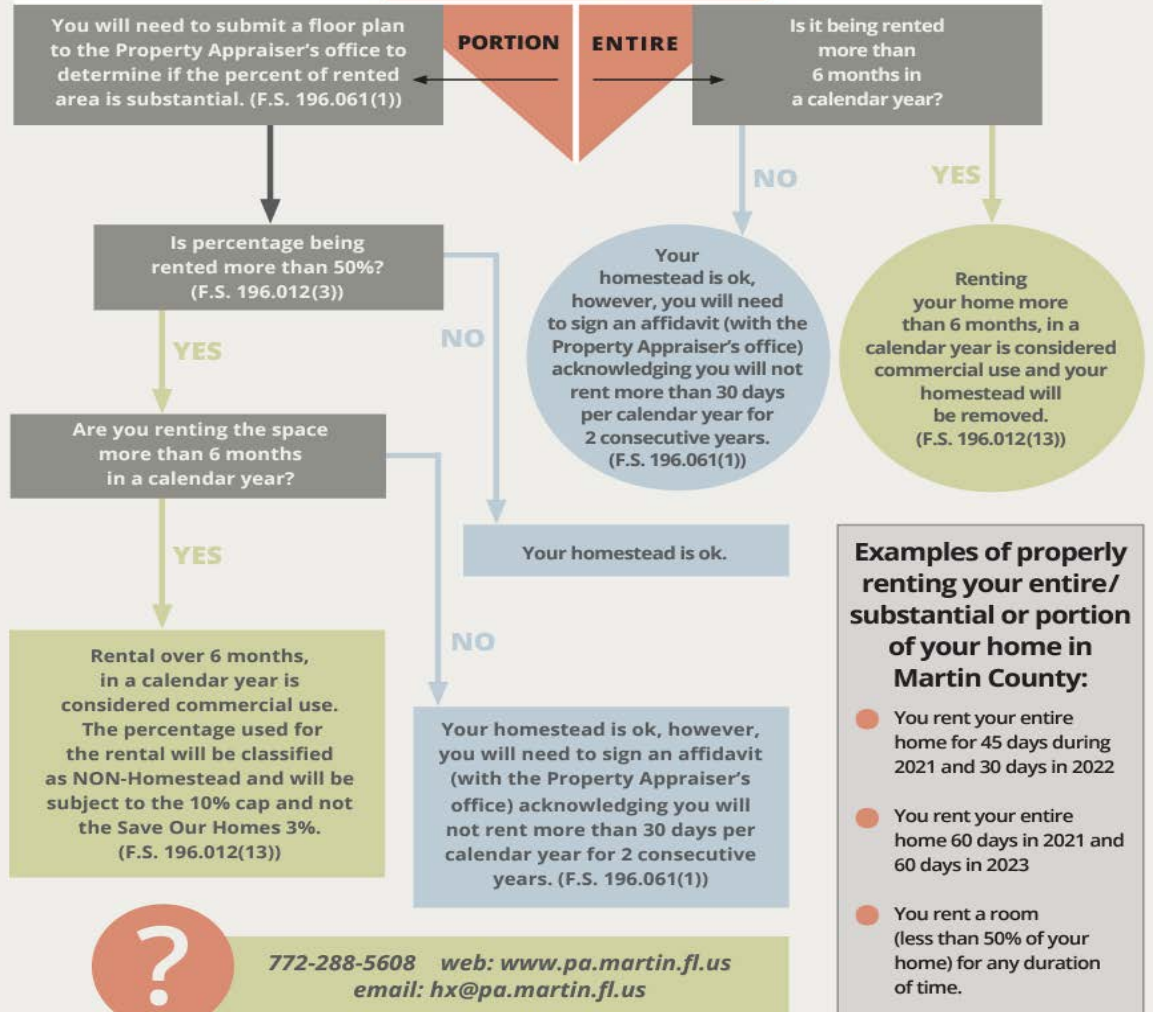 You will need to submit a floor plan
to the Property Appraiser's office to
determine if the percent of rented
area is substantial. (F.S. 196.061(1))
PORTION
ENTIRE
Is it being rented
more than
6 months in
a calendar year?
NO
YES
Is percentage being
rented more than 50%?
(F.S. 196.012(3))
Your
homestead is ok,
however, you will need
to sign an affidavit (with the
Property Appraiser's office)
acknowledging you will not
rent more than 30 days
per calendar year for
2 consecutive years.
(F.S. 196.061(1))
Renting
your home more
than 6 months, in a
calendar year is considered
commercial use and your
homestead will
be removed.
(F.S. 196.012(13))
YES
NO
Are you renting the space
more than 6 months
in a calendar year?
Your homestead is ok.
YES
NO
Rental over 6 months,
in a calendar year is
considered commercial use.
The percentage used for
the rental will be classified
as NON-Homestead and will be
subject to the 10% cap and not
the Save Our Homes 3%.
(F.S. 196.012(13))
Your homestead is ok, however,
you will need to sign an affidavit
(with the Property Appraiser's
office) acknowledging you will
not rent more than 30 days per
calendar year for 2 consecutive
years. (F.S. 196.061(1))
Examples of properly
renting your entire/
substantial or portion
of your home in
Martin County:
You rent your entire
home for 45 days during
2021 and 30 days in 2022
You rent your entire
home 60 days in 2021 and
60 days in 2023
You rent a room
(less than 50% of your
home) for any duration
of time.
?
772-288-5608 web: www.pa.martin.fl.us
email: hx@pa.martin.fl.us